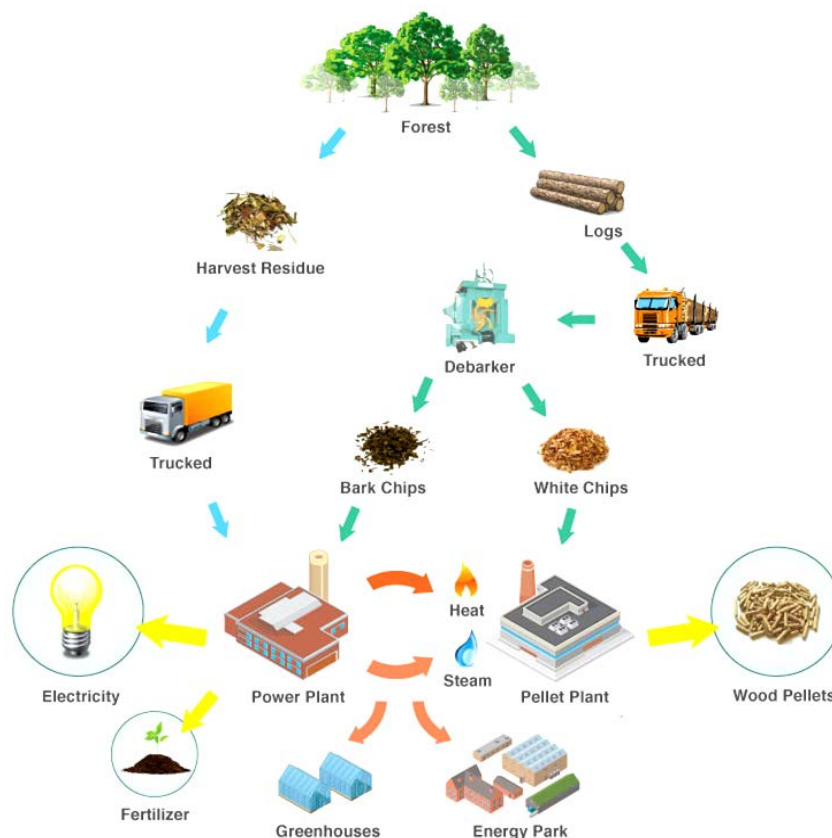 Forest
Logs
Harvest Residue
Trucked
Debarker
Trucked
Bark Chips
White Chips
Heat
Steam
Electricity
Power Plant
Pellet Plant
Wood Pellets
Fertilizer
Greenhouses
Energy Park